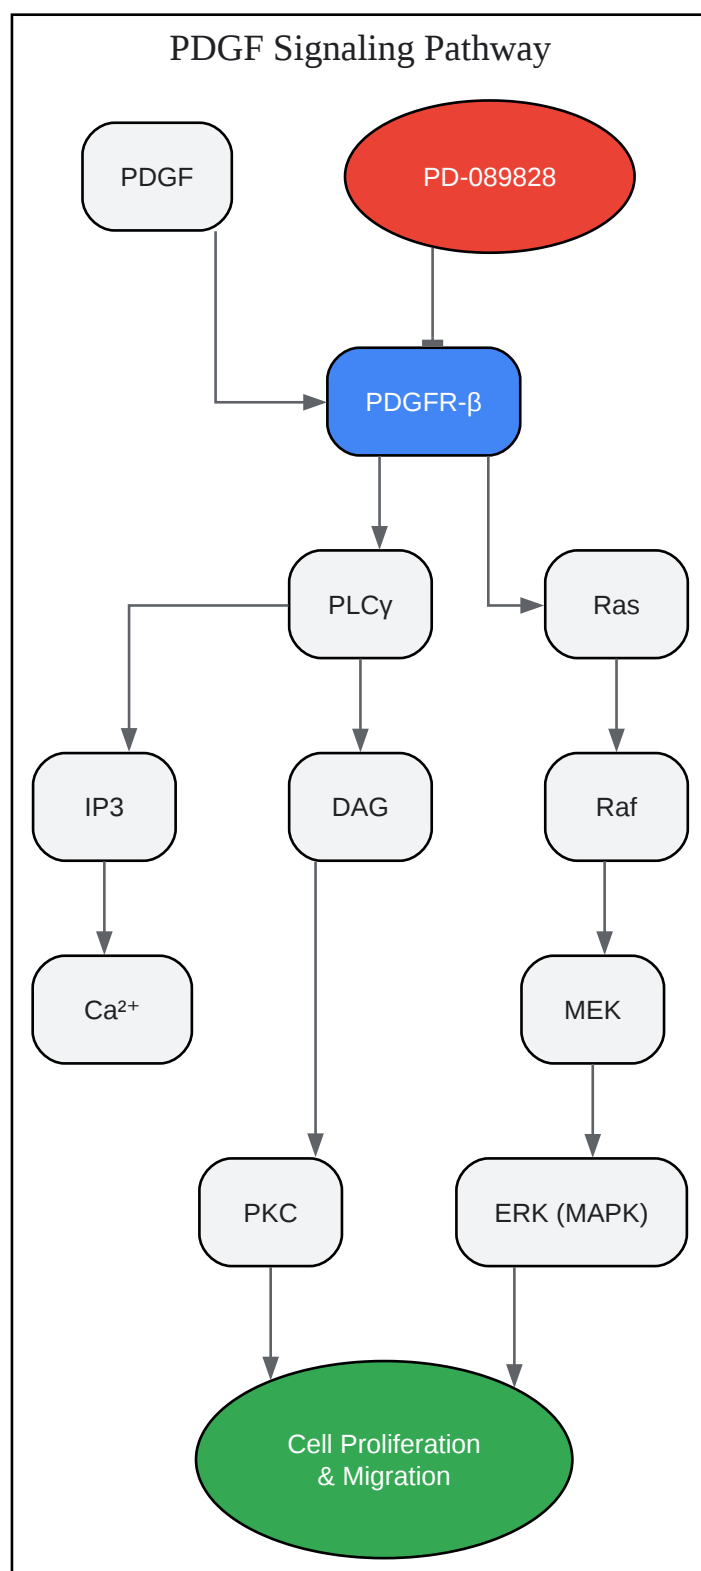 PDGF Signaling Pathway
PDGF
PD-089828
PDGFR-β
PLCγ
Ras
IP3
DAG
Raf
Ca²⁺
MEK
PKC
ERK (MAPK)
Cell Proliferation
& Migration